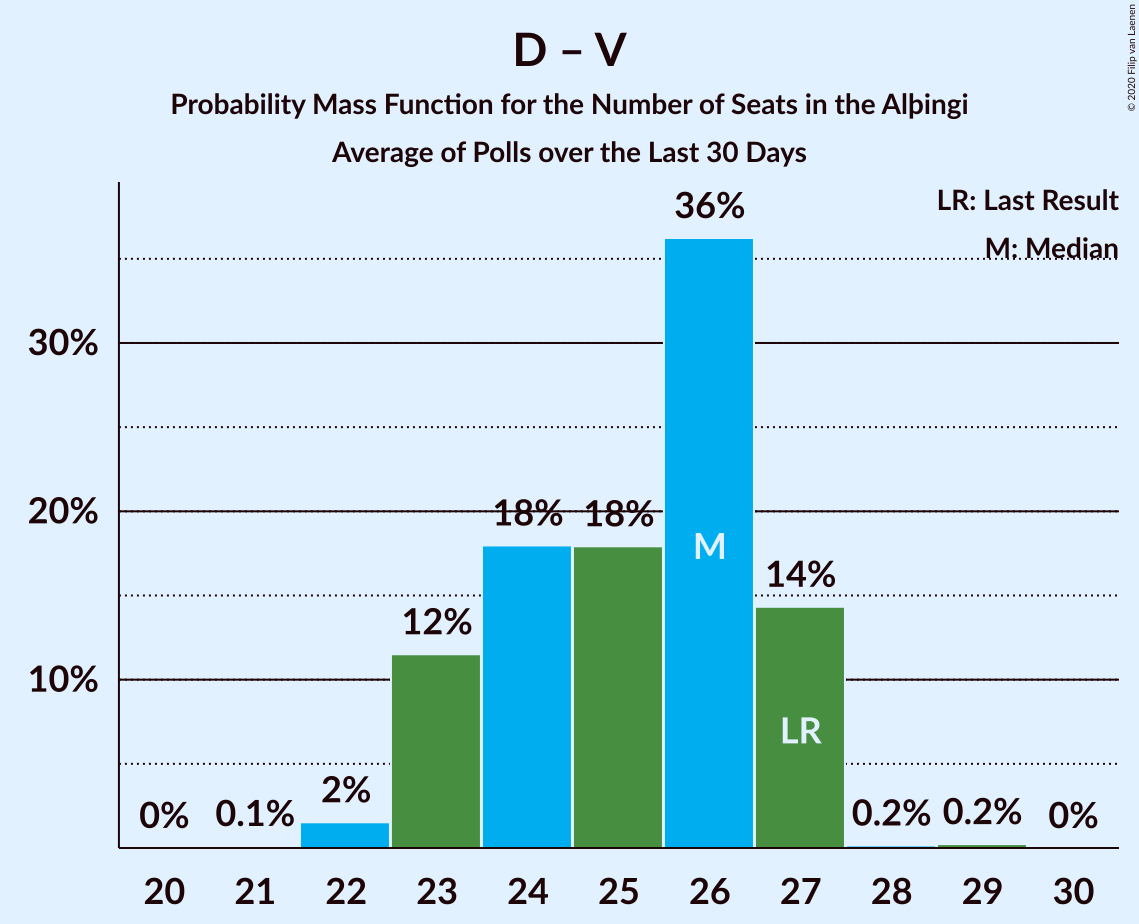 D – V
Probability Mass Function for the Number of Seats in the Alþingi
Average of Polls over the Last 30 Days
© 2020 Filip van Laenen
LR: Last Result
M: Median
36%
30%
20%
18%
18%
M
14%
12%
10%
LR
2%
0%
0.1%
0.2%
0.2%
0%
20 21 22 23 24 25 26 27 28 29 30